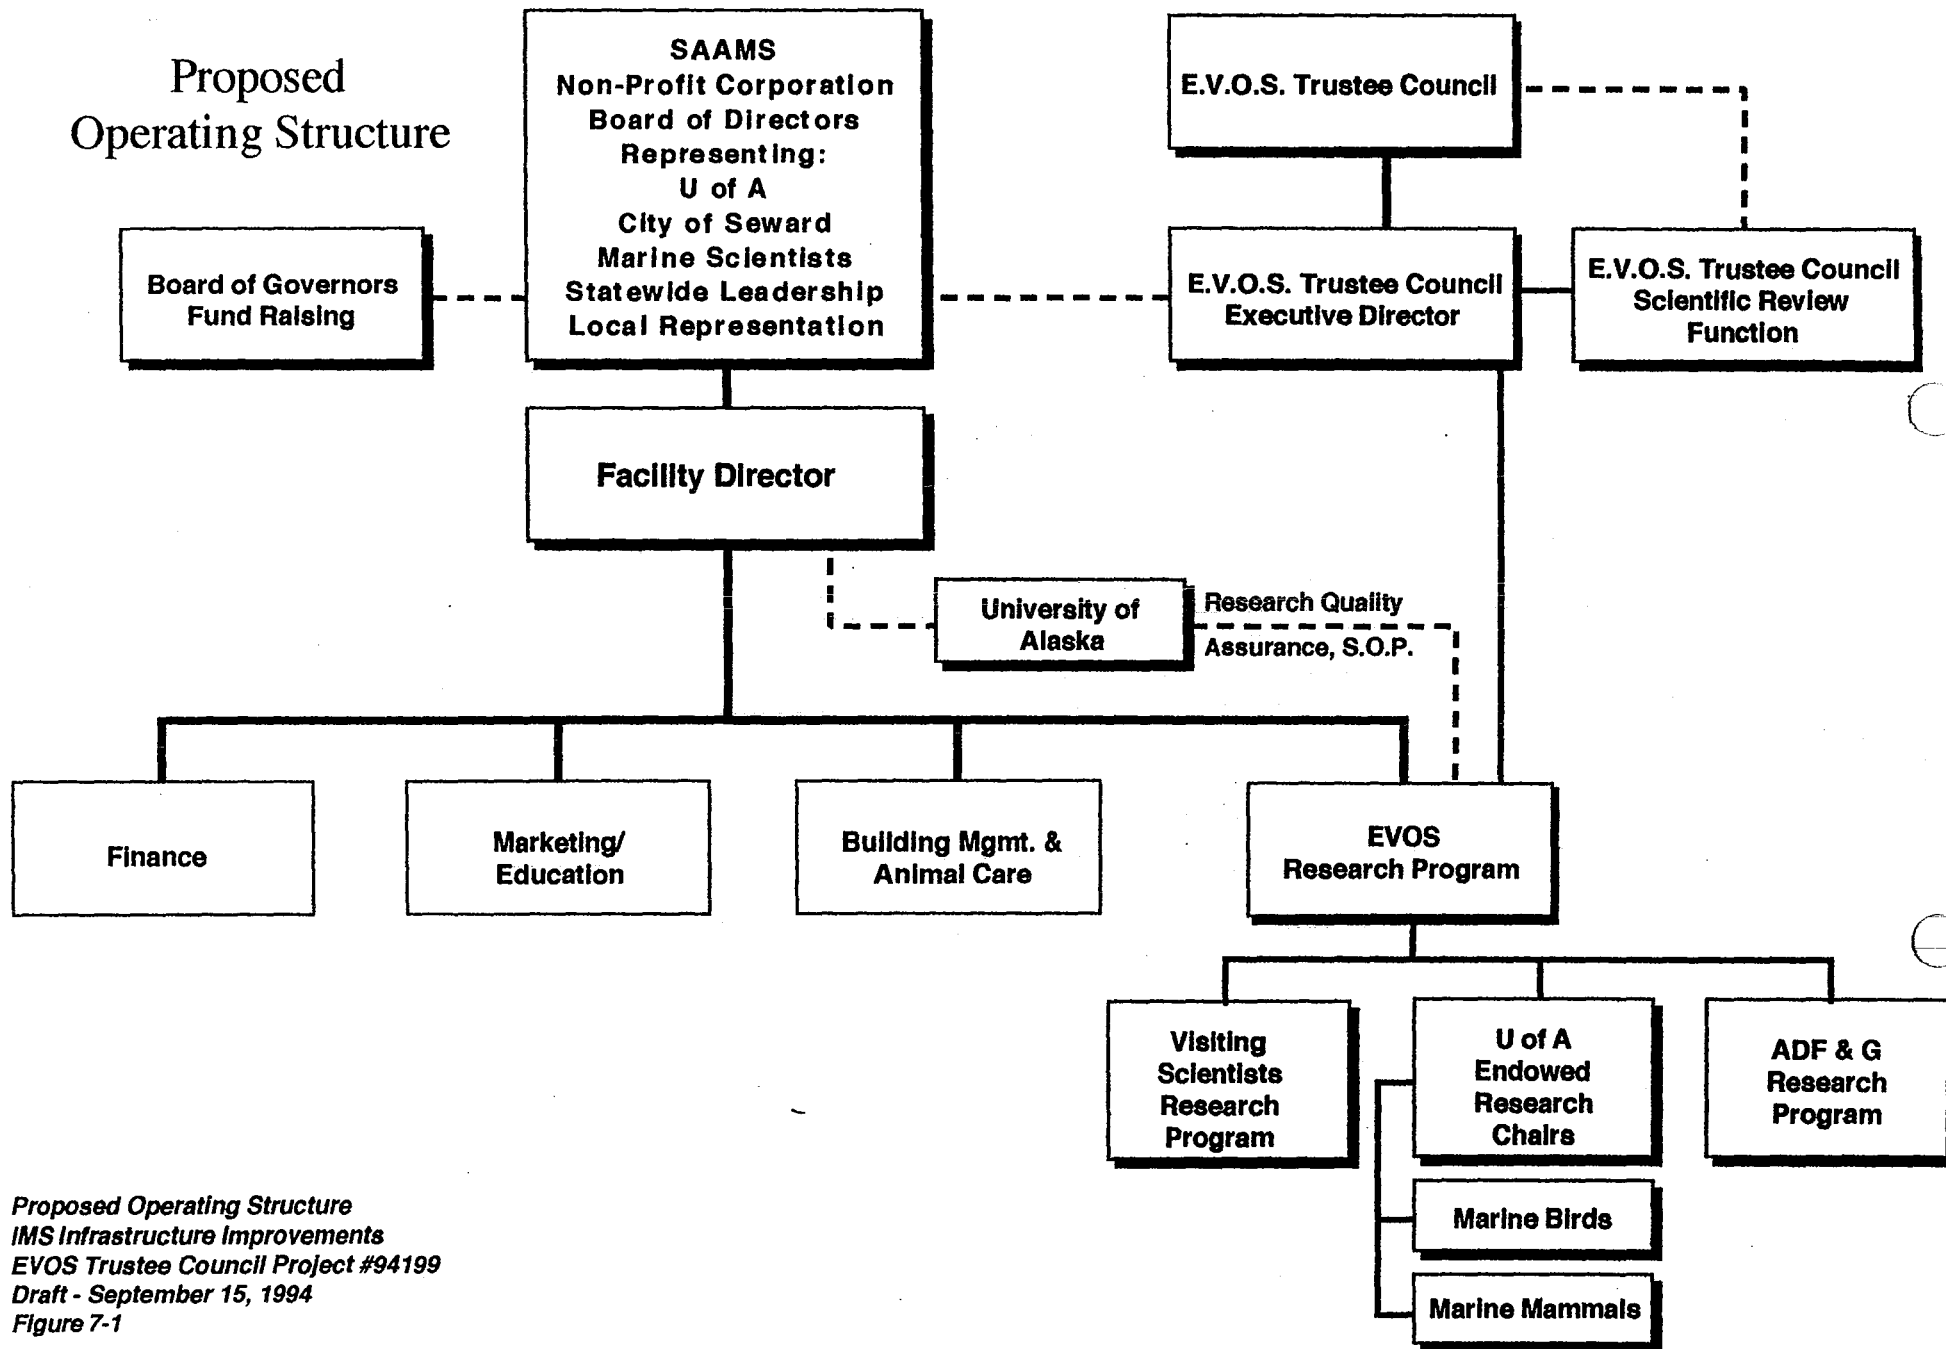 Proposed
Operating Structure
SAAMS
Non-Profit Corporation
Board of Directors
Representing:
U of A
City of Seward
Marine Scientists
Statewide Leadership
Local Representation
E.V.O.S. Trustee Council
Board of Governors
Fund Raising
E.V.O.S. Trustee Council
Executive Director
E.V.O.S. Trustee Council
Scientific Review
Function
Facility Director
University of
Alaska
Research Quality
Assurance, S.O.P.
Finance
Marketing/
Education
Building Mgmt. &
Animal Care
EVOS
Research Program
Visiting
Scientists
Research
Program
U of A
Endowed
Research
Chairs
ADF & G
Research
Program
Marine Birds
Marine Mammals
Proposed Operating Structure
IMS Infrastructure Improvements
EVOS Trustee Council Project #94199
Draft - September 15, 1994
Figure 7-1